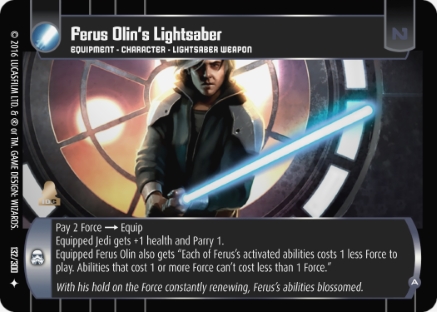 Ferus Olin's Lightsaber
EQUIPMENT - CHARACTER - LIGHTSABER WEAPON
N
© 2016 LUCASFILM LTD. & ® or TM. GAME DESIGN: WIZARDS.
132/300
Pay 2 Force → Equip
Equipped Jedi gets +1 health and Parry 1.
Equipped Ferus Olin also gets "Each of Ferus's activated abilities costs 1 less Force to
play. Abilities that cost 1 or more Force can't cost less than 1 Force."
With his hold on the Force constantly renewing, Ferus's abilities blossomed.
A